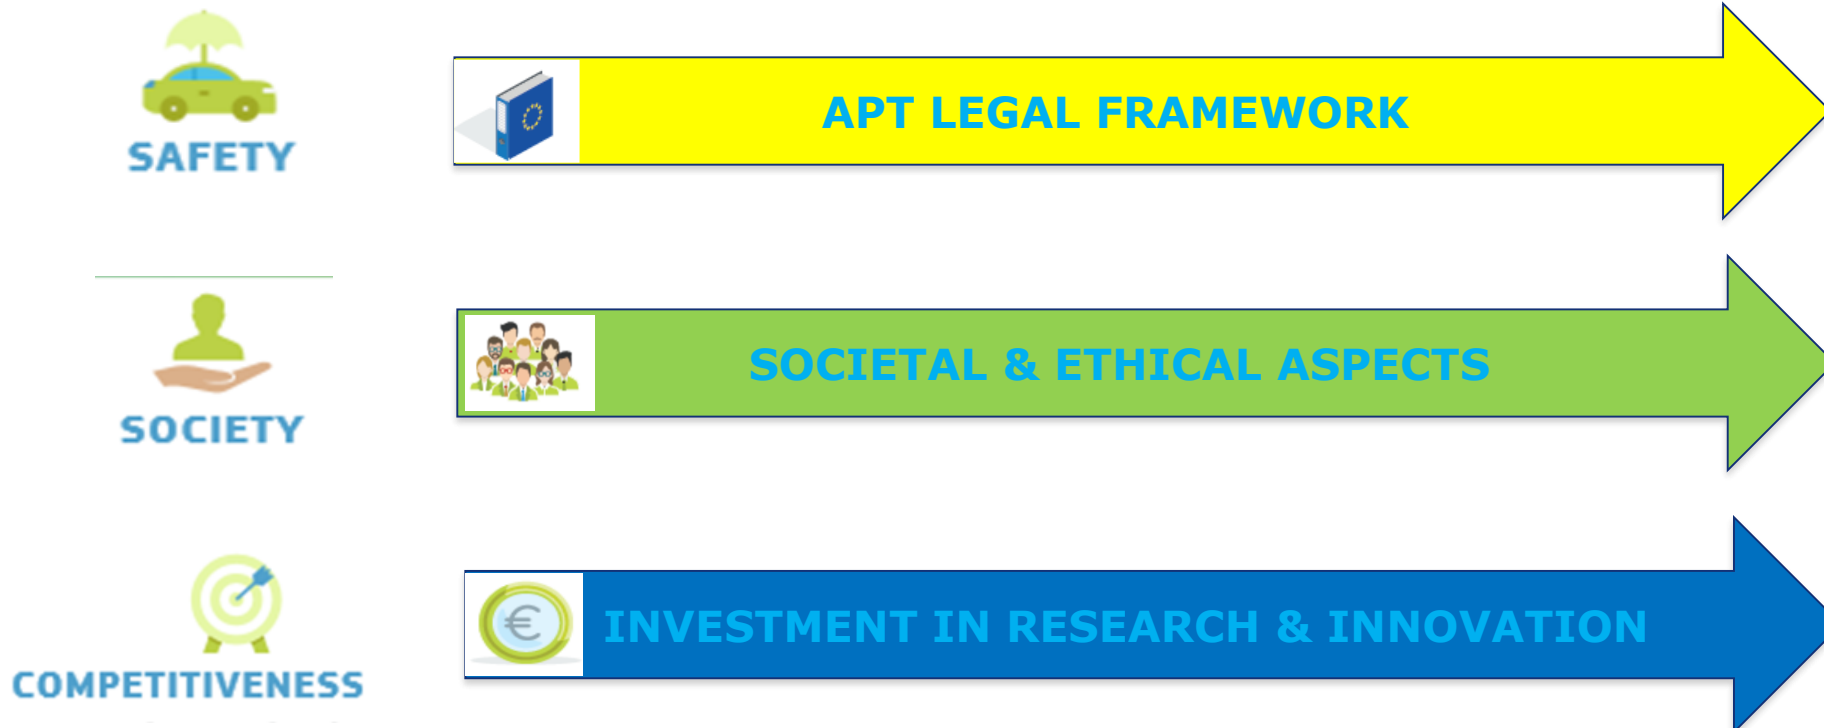 SAFETY
APT LEGAL FRAMEWORK
SOCIETY
SOCIETAL & ETHICAL ASPECTS
COMPETITIVENESS
INVESTMENT IN RESEARCH & INNOVATION